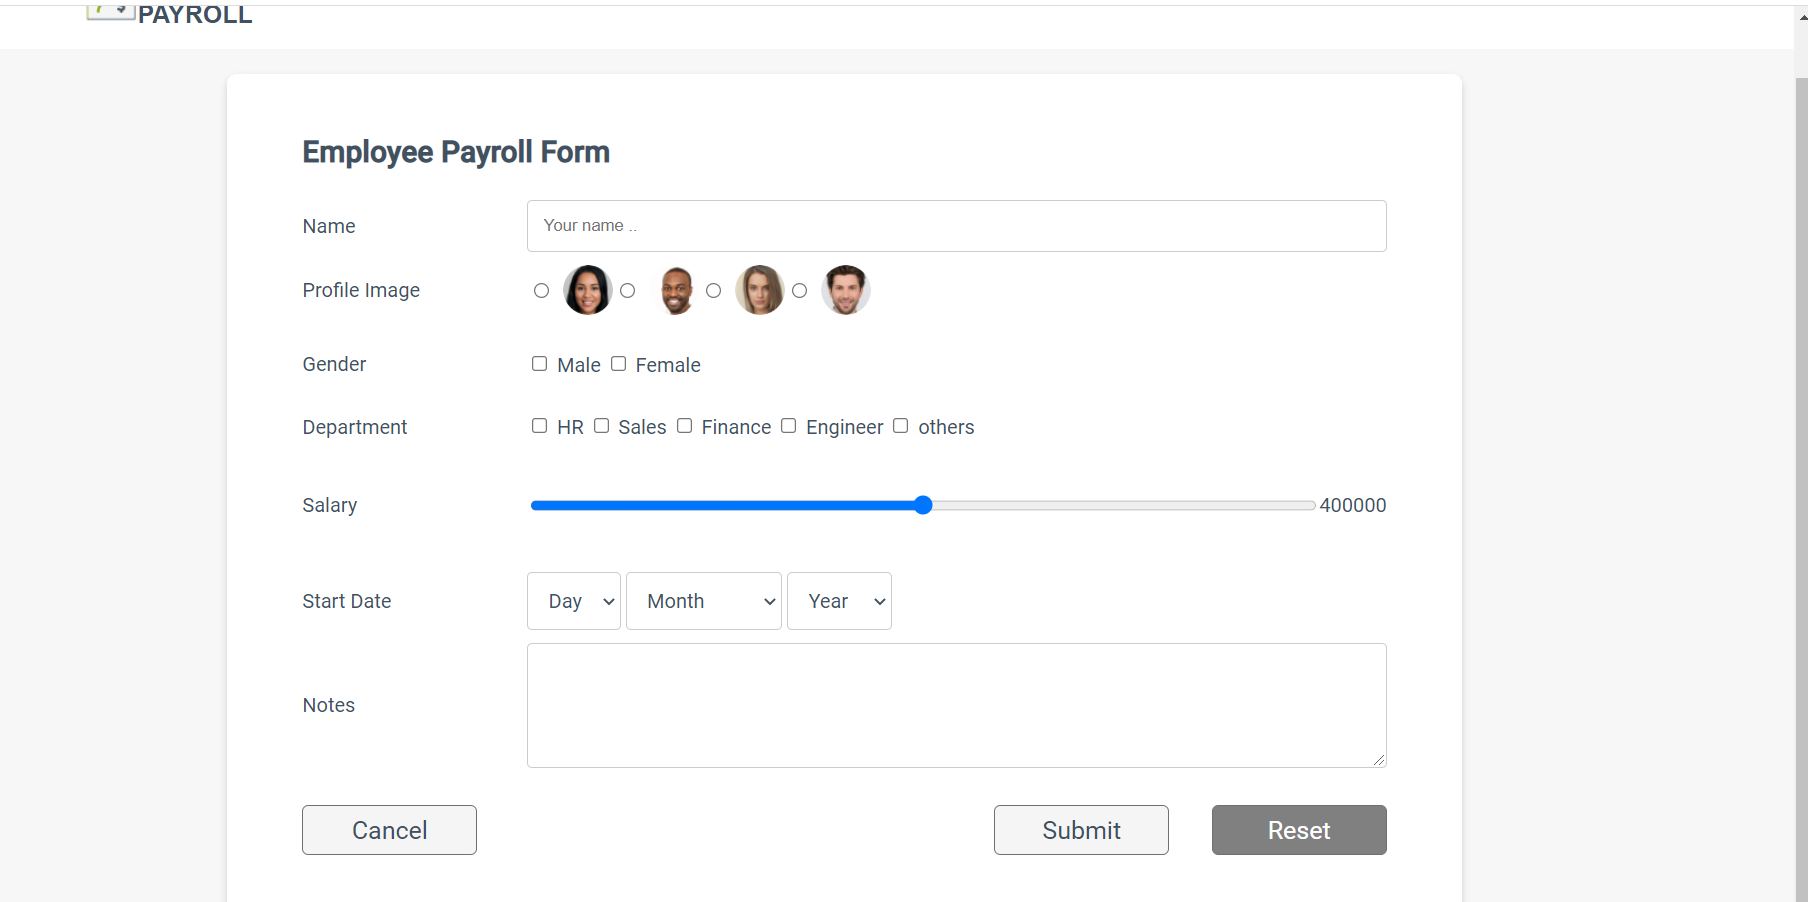 PAYROLL
Employee Payroll Form
Name Your name ..
Profile Image
Gender Male Female
Department HR Sales Finance Engineer others
Salary 400000
Start Date Day Month Year
Notes
Cancel Submit Reset